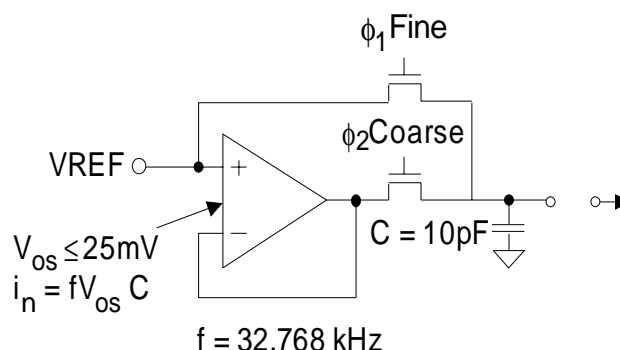 ϕ1Fine
ϕ2Coarse
VREF
+
−
Vos ≤ 25mV
in = fVos C
C = 10pF
f = 32.768 kHz